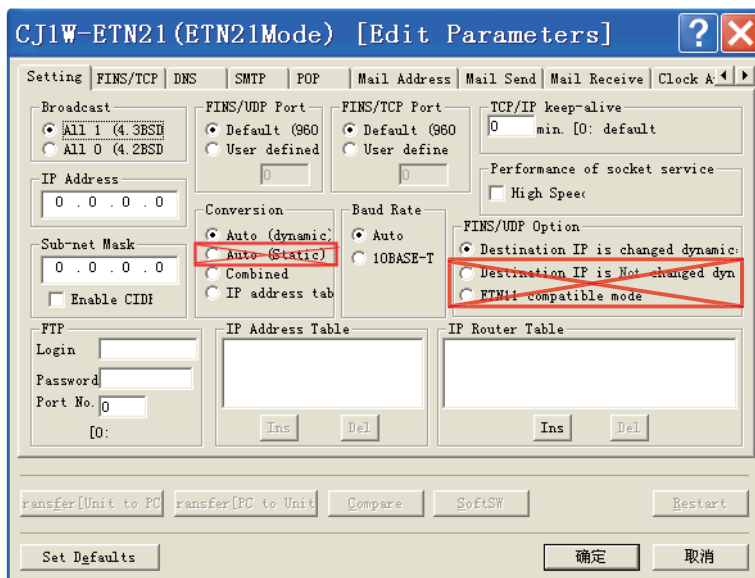 CJ1W-ETN21(ETN21Mode) [Edit Parameters]
Setting FINS/TCP DNS SMTP POP Mail Address Mail Send Mail Receive Clock A
Broadcast
All 1 (4.3BSD
All 0 (4.2BSD
IP Address
0 . 0 . 0 . 0
Sub-net Mask
0 . 0 . 0 . 0
Enable CIDR
FINS/UDP Port
Default (960
User defined
0
FINS/TCP Port
Default (960
User define
0
TCP/IP keep-alive
0 min. [0: default
Performance of socket service
High Speed
Conversion
Auto (dynamic)
Auto (Static)
Combined
IP address tab
Baud Rate
Auto
10BASE-T
FINS/UDP Option
Destination IP is changed dynamic
Destination IP is Not changed dyn
ETN11 compatible mode
FTP
Login
Password
Port No. 0
[0:
IP Address Table
Ins Del
IP Router Table
Ins Del
ransfer[Unit to PC ransfer[PC to Unit Compare SoftSW Restart
Set Defaults 确定 取消